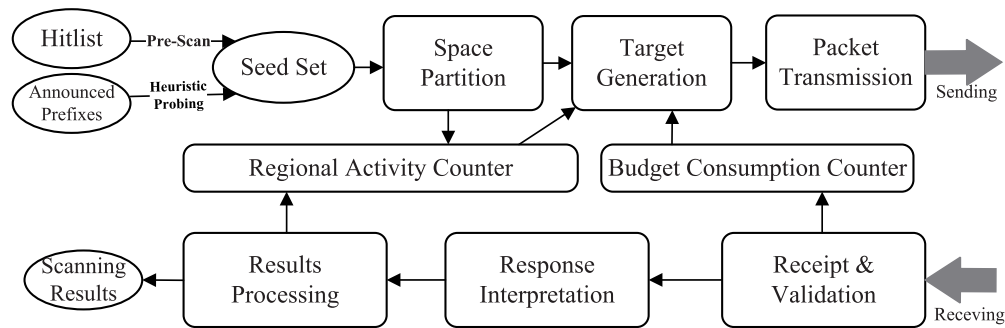 Hitlist
Pre-Scan
Announced
Prefixes
Heuristic
Probing
Seed Set
Space
Partition
Target
Generation
Packet
Transmission
Sending
Regional Activity Counter
Budget Consumption Counter
Scanning
Results
Results
Processing
Response
Interpretation
Receipt &
Validation
Receving